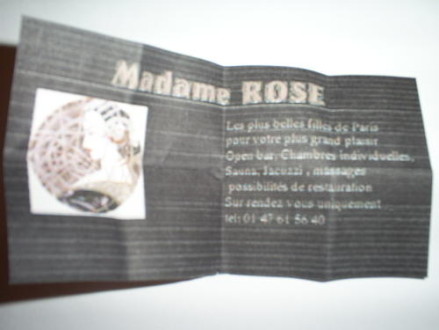 Madame ROSE
Les plus belles filles de Paris
pour votre plus grand plaisir
Open bar, Chambres individuelles,
Sauna, Jacuzzi , massages
possibilités de restauration
Sur rendez vous uniquement
tel: 01 47 61 56 40